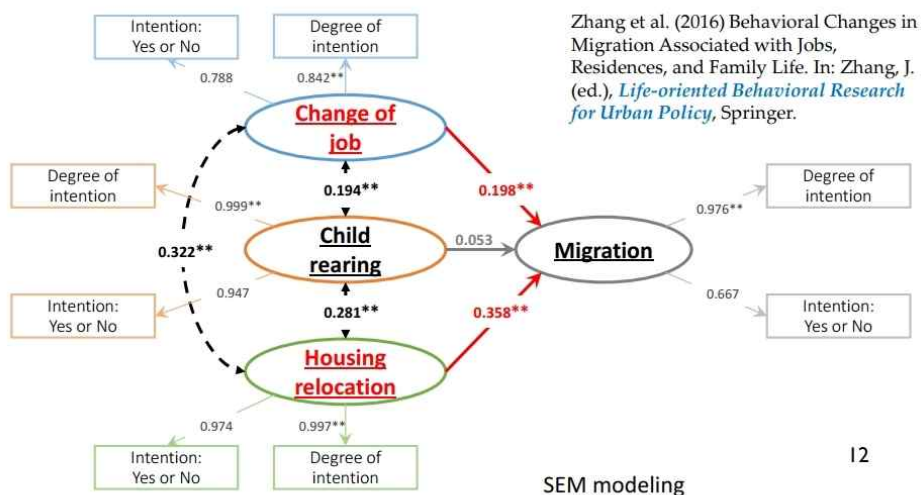 Intention:
Yes or No
Degree of
intention
Zhang et al. (2016) Behavioral Changes in
Migration Associated with Jobs,
Residences, and Family Life. In: Zhang, J.
(ed.), Life-oriented Behavioral Research
for Urban Policy, Springer.
0.788
0.842**
Change of
job
Degree of
intention
0.999**
0.194**
0.198**
Degree of
intention
0.976**
0.322**
Child
rearing
0.053
Migration
0.947
0.281**
0.358**
0.667
Intention:
Yes or No
Intention:
Yes or No
Housing
relocation
0.974
0.997**
Intention:
Yes or No
Degree of
intention
12
SEM modeling